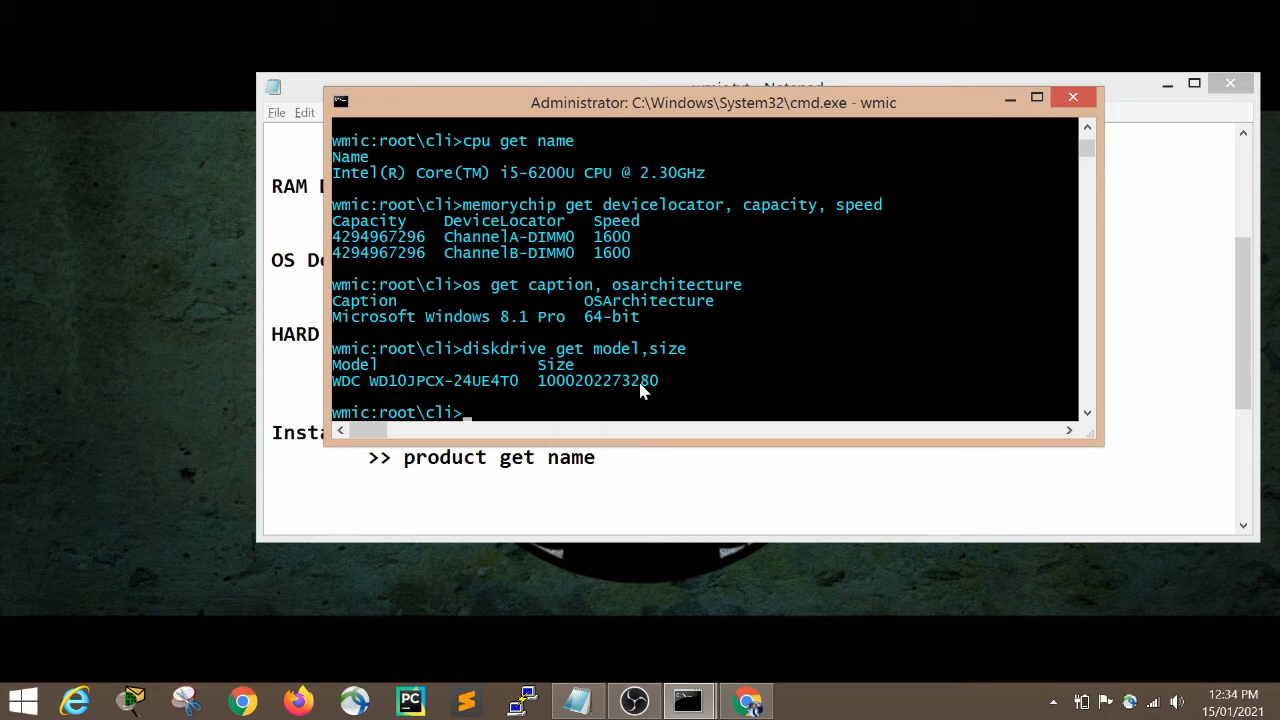 wmic.txt - Notepad
Administrator: C:\Windows\System32\cmd.exe - wmic
File Edit
wmic:root\cli>cpu get name
Name
Intel(R) Core(TM) i5-6200U CPU @ 2.30GHz
wmic:root\cli>memorychip get devicelocator, capacity, speed
Capacity DeviceLocator Speed
4294967296 ChannelA-DIMM0 1600
4294967296 ChannelB-DIMM0 1600
wmic:root\cli>os get caption, osarchitecture
Caption OSArchitecture
Microsoft Windows 8.1 Pro 64-bit
wmic:root\cli>diskdrive get model,size
Model Size
WDC WD10JPCX-24UE4T0 1000202273280
wmic:root\cli>
RAM
OS
HARD
>> product get name
PC
12:34 PM
15/01/2021